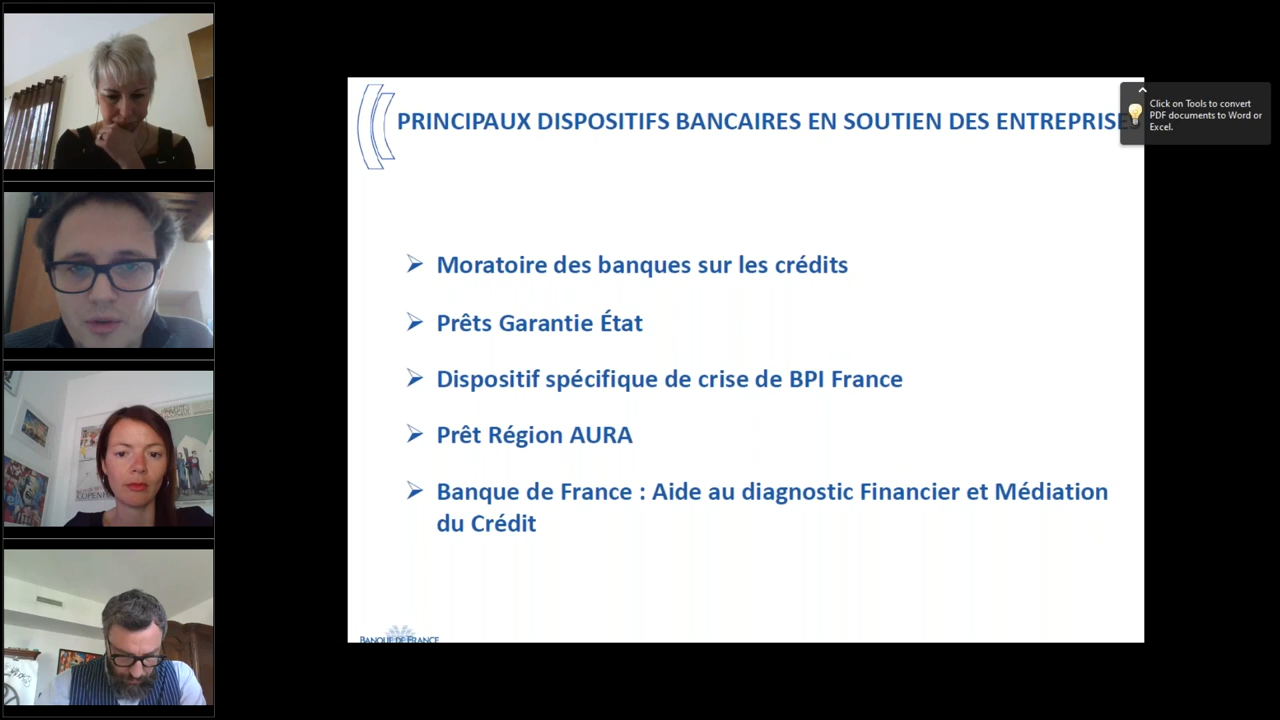 PRINCIPAUX DISPOSITIFS BANCAIRES EN SOUTIEN DES ENTREPRISES
Click on Tools to convert
PDF documents to Word or
Excel.
➢ Moratoire des banques sur les crédits
➢ Prêts Garantie État
➢ Dispositif spécifique de crise de BPI France
➢ Prêt Région AURA
➢ Banque de France : Aide au diagnostic Financier et Médiation
du Crédit
BANQUE DE FRANCE